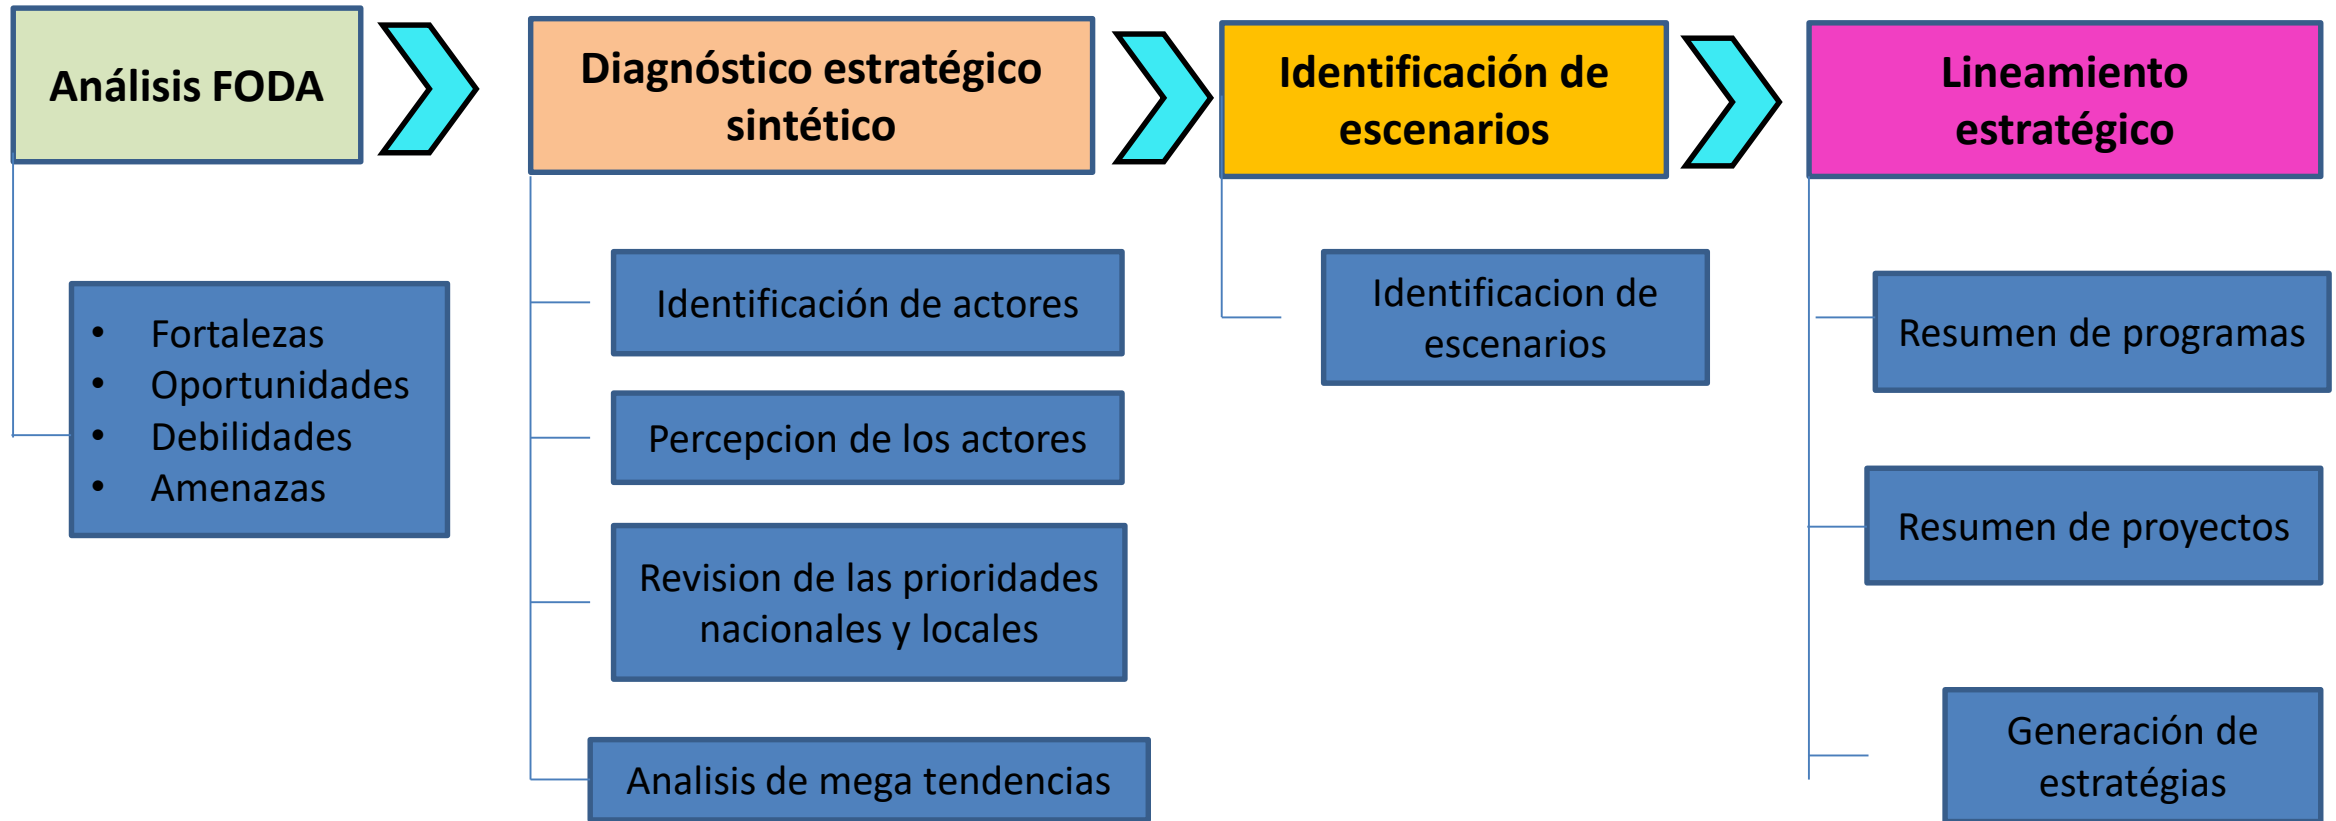 Análisis FODA
Diagnóstico estratégico
sintético
Identificación de
escenarios
Lineamiento
estratégico
• Fortalezas
• Oportunidades
• Debilidades
• Amenazas
Identificación de actores
Percepcion de los actores
Revision de las prioridades
nacionales y locales
Analisis de mega tendencias
Identificacion de
escenarios
Resumen de programas
Resumen de proyectos
Generación de
estratégias